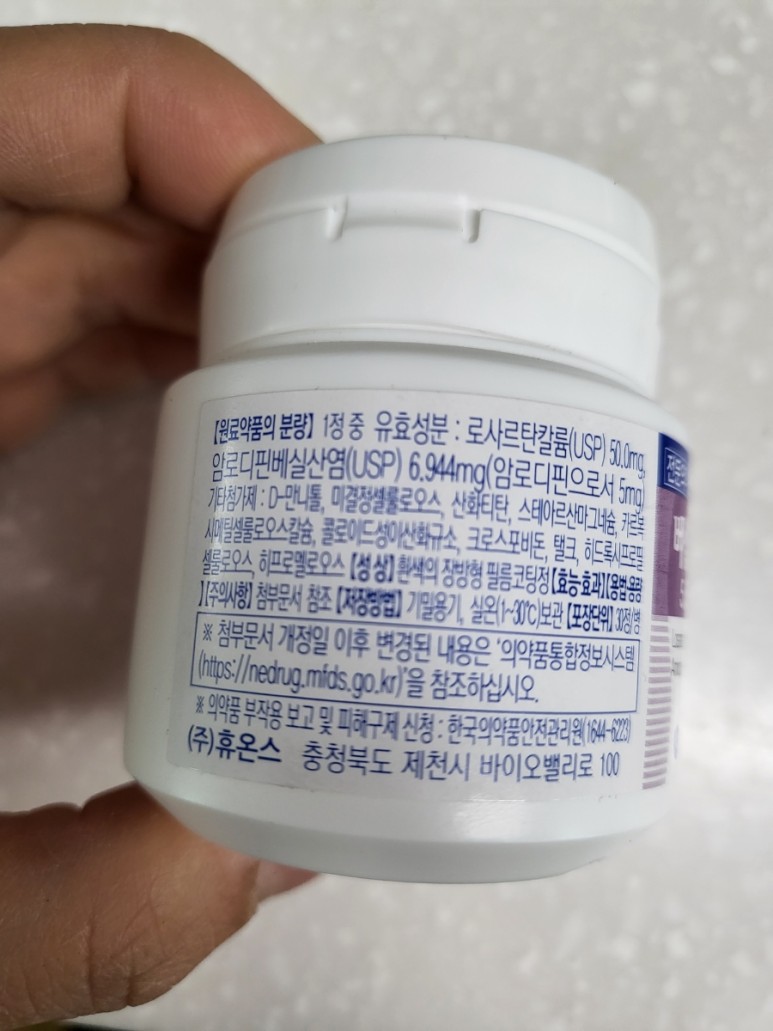 【원료약품의 분량】 1정 중 유효성분 : 로사르탄칼륨(USP) 50.0mg,
암로디핀베실산염(USP) 6.944mg(암로디핀으로서 5mg)
기타첨가제 : D-만니톨, 미결정셀룰로오스, 산화티탄, 스테아르산마그네슘, 카르복
시메틸셀룰로오스칼슘, 콜로이드성이산화규소, 크로스포비돈, 탤크, 히드록시프로필
셀룰로오스, 히프로멜로오스 【성상】 흰색의 장방형 필름코팅정 【효능·효과】【용법·용량
】【주의사항】 첨부문서 참조 【저장방법】 기밀용기, 실온(1~30℃)보관 【포장단위】 30정/병
※ 첨부문서 개정일 이후 변경된 내용은 '의약품통합정보시스템
(https://nedrug.mfds.go.kr)'을 참조하십시오.
※ 의약품 부작용 보고 및 피해구제 신청 : 한국의약품안전관리원(1644-6223)
(주)휴온스 충청북도 제천시 바이오밸리로 100